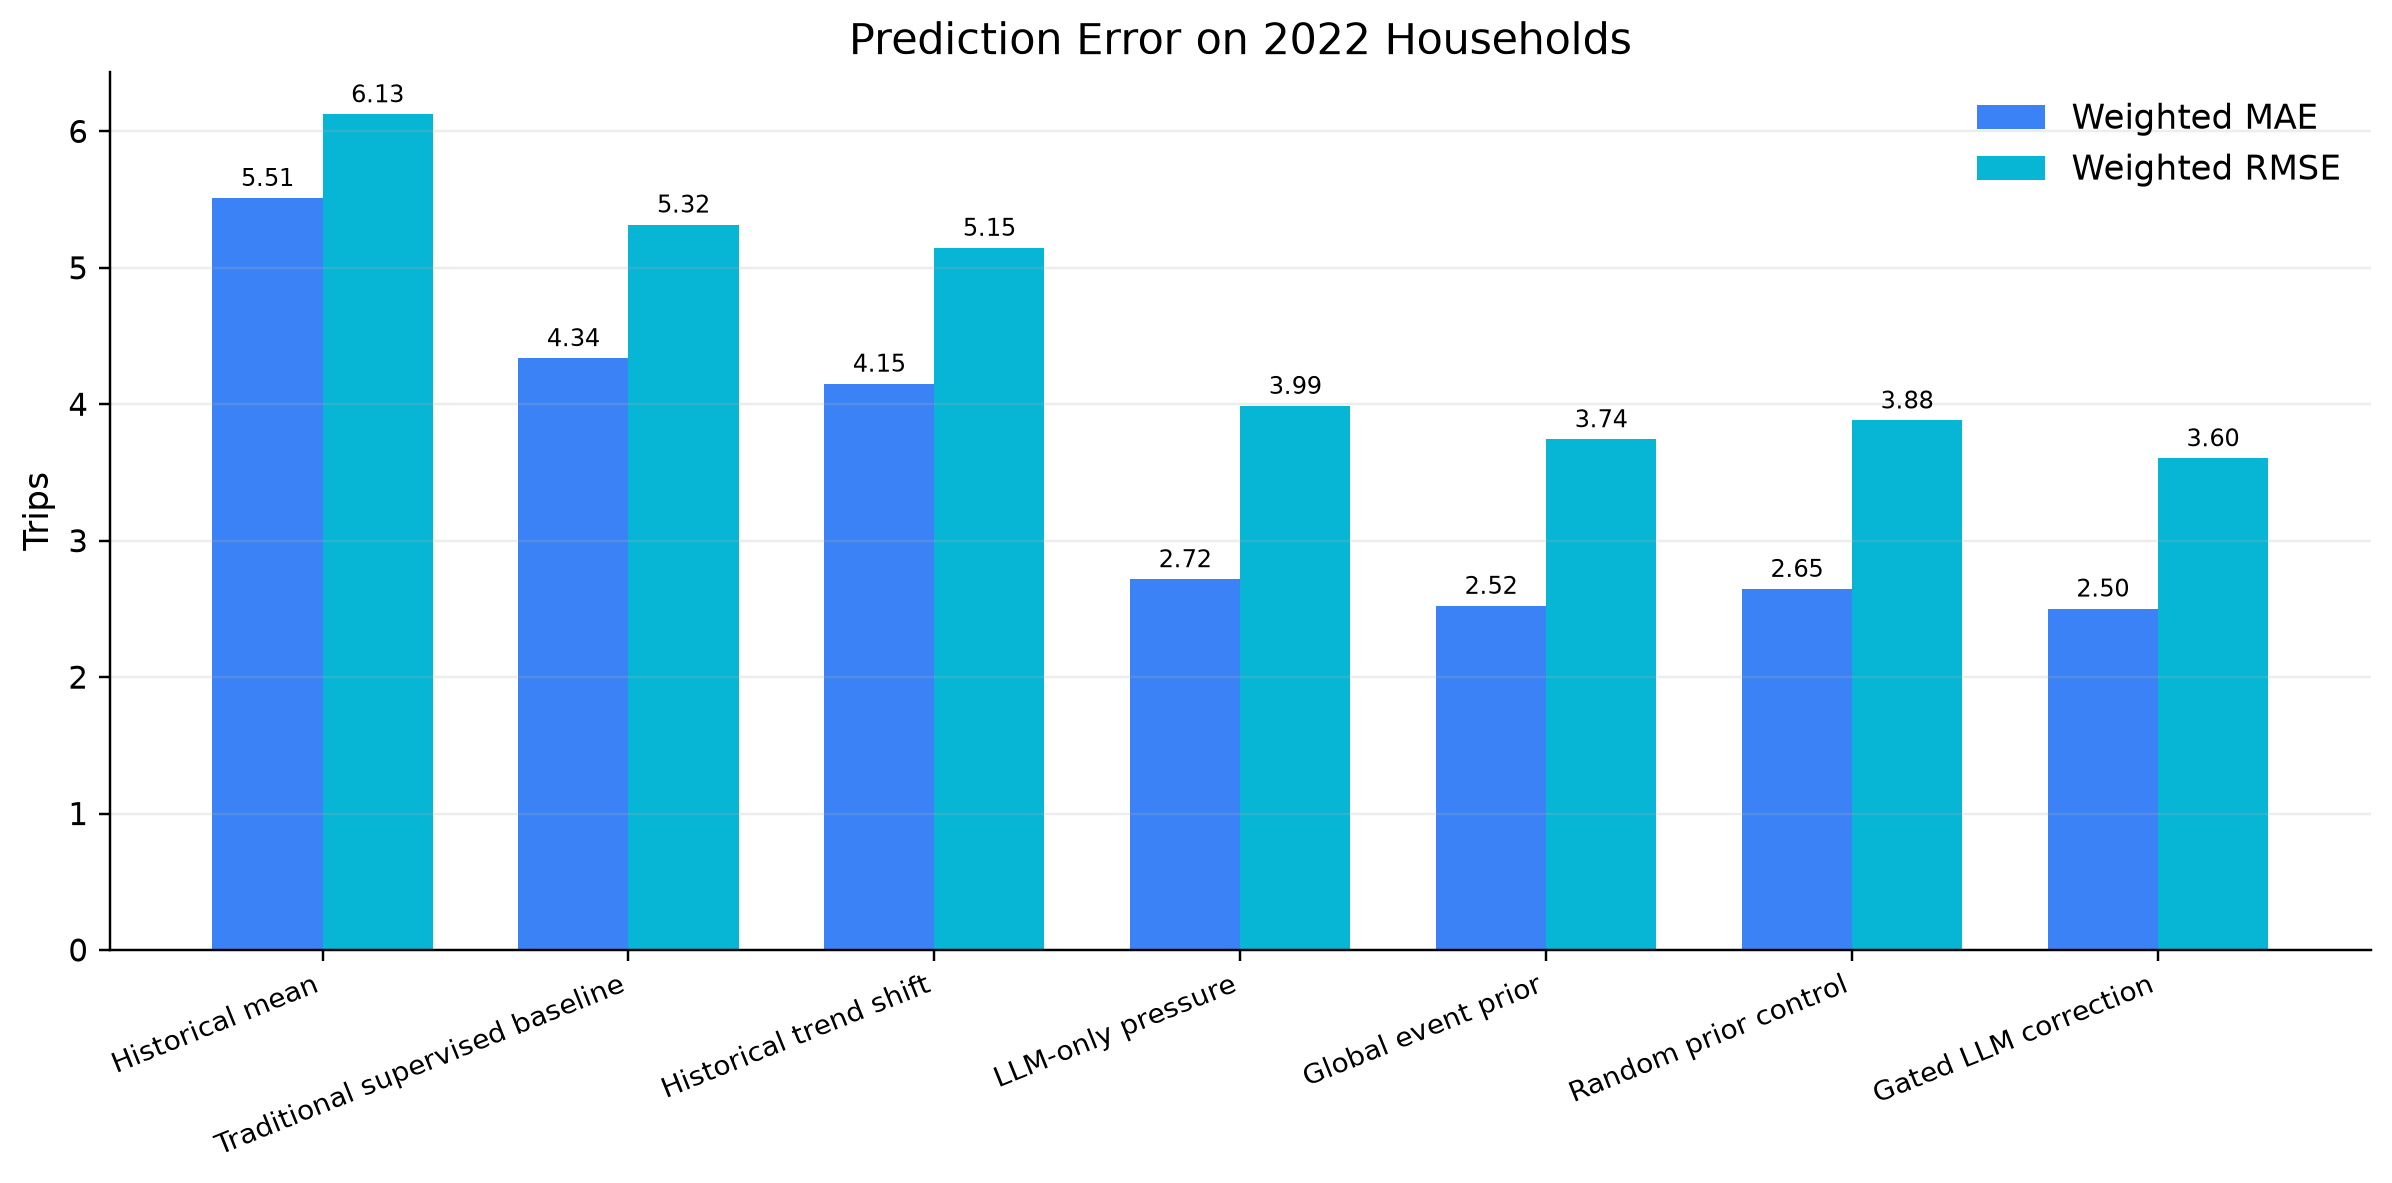 Prediction Error on 2022 Households
Weighted MAE
Weighted RMSE
Trips
6
5
4
3
2
1
0
5.51
6.13
4.34
5.32
4.15
5.15
2.72
3.99
2.52
3.74
2.65
3.88
2.50
3.60
Historical mean
Traditional supervised baseline
Historical trend shift
LLM-only pressure
Global event prior
Random prior control
Gated LLM correction